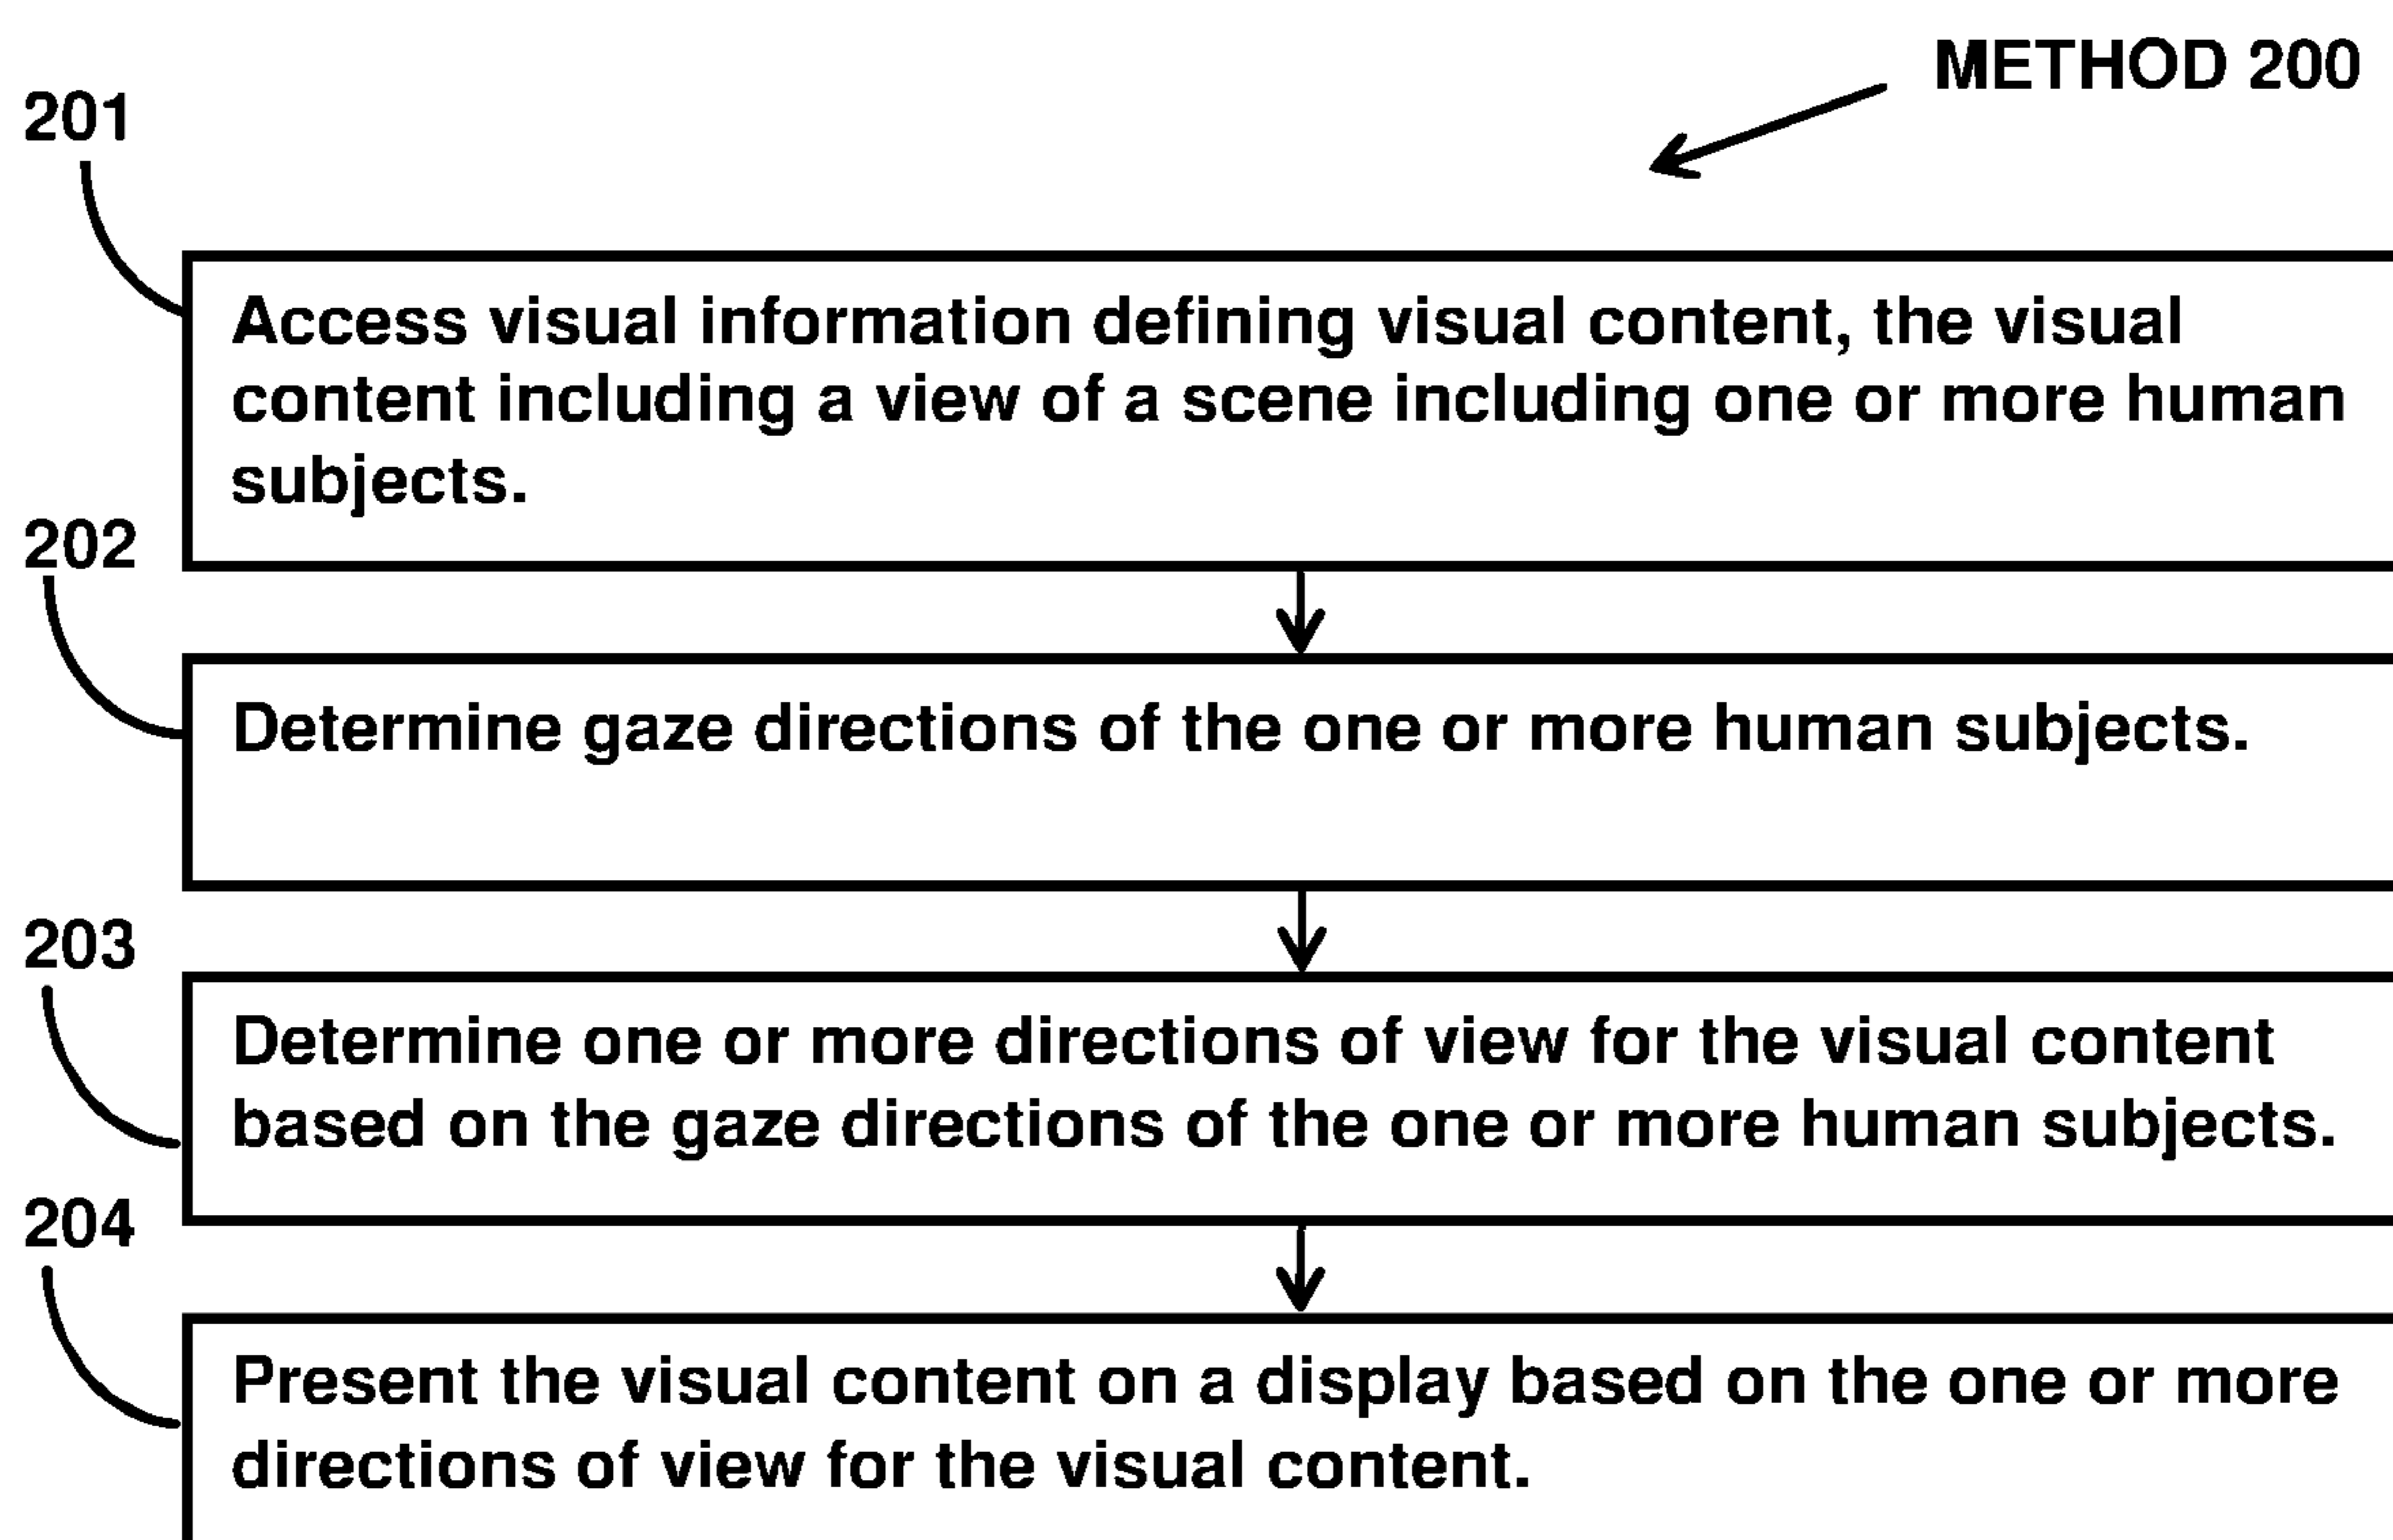 METHOD 200
201
Access visual information defining visual content, the visual
content including a view of a scene including one or more human
subjects.
202
Determine gaze directions of the one or more human subjects.
203
Determine one or more directions of view for the visual content
based on the gaze directions of the one or more human subjects.
204
Present the visual content on a display based on the one or more
directions of view for the visual content.